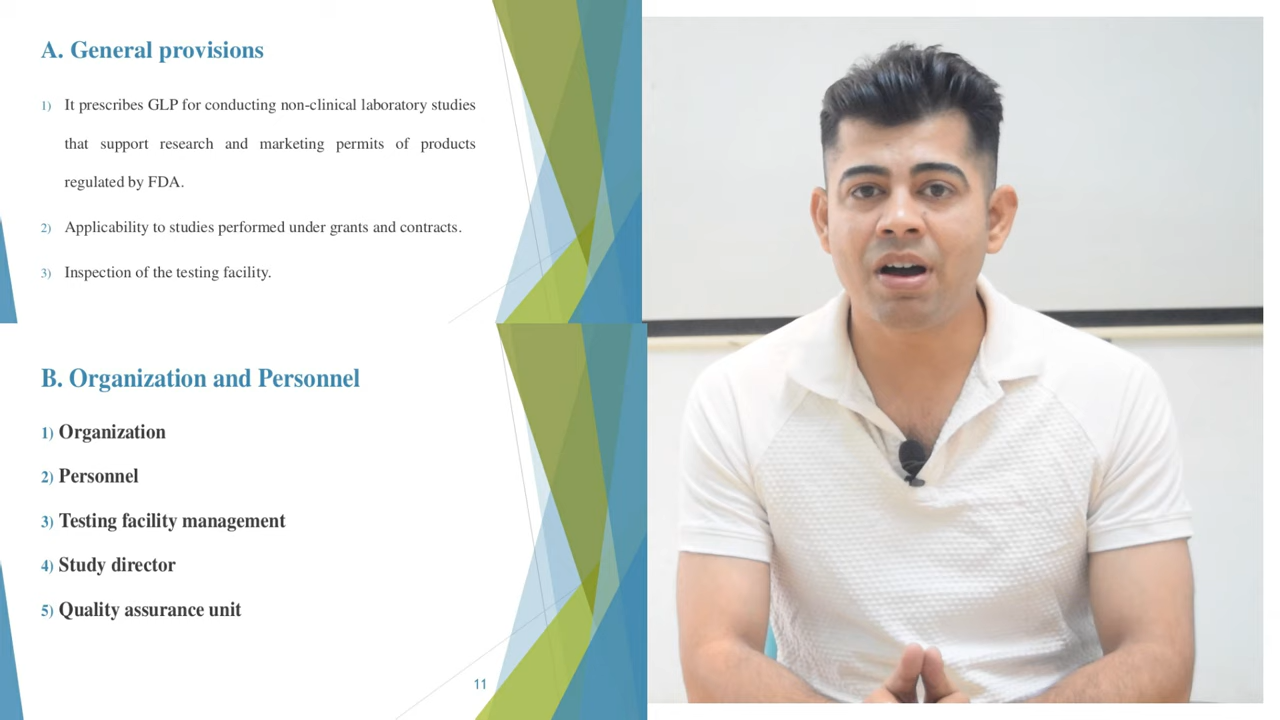 A. General provisions
1) It prescribes GLP for conducting non-clinical laboratory studies
that support research and marketing permits of products
regulated by FDA.
2) Applicability to studies performed under grants and contracts.
3) Inspection of the testing facility.
B. Organization and Personnel
1) Organization
2) Personnel
3) Testing facility management
4) Study director
5) Quality assurance unit
11